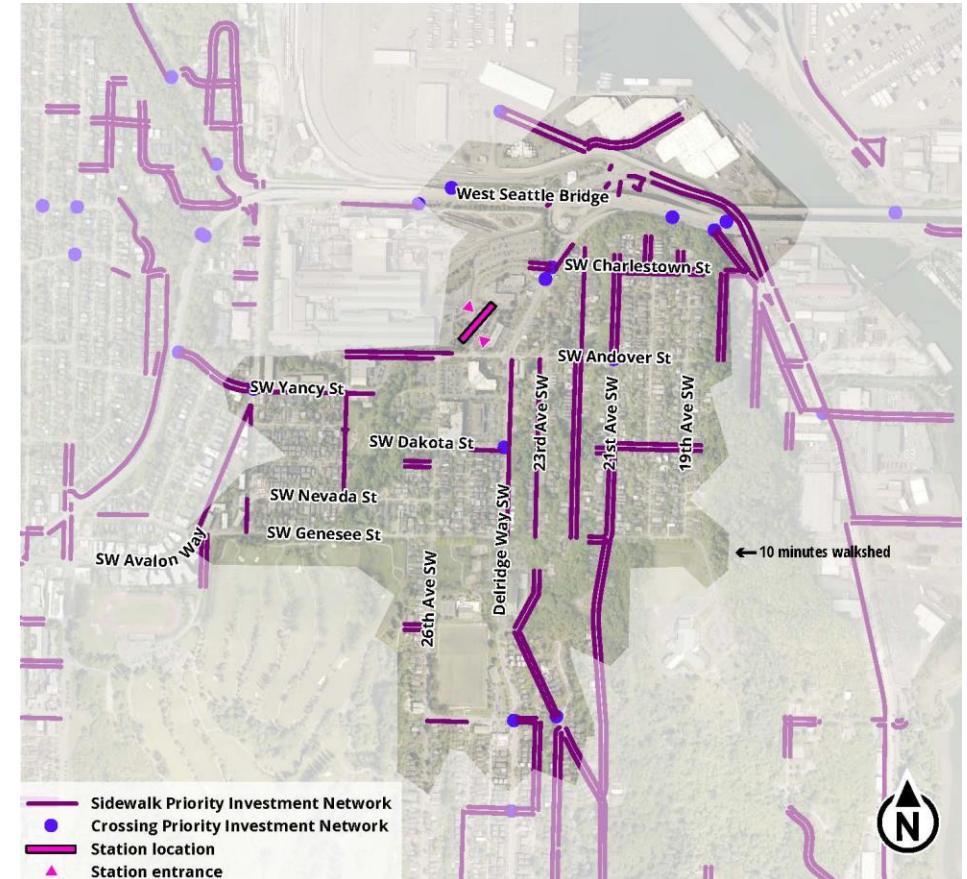 West Seattle Bridge
SW Charlestown St
SW Andover St
SW Yancy St
23rd Ave SW
21st Ave SW
19th Ave SW
SW Dakota St
SW Nevada St
Delridge Way SW
SW Genesee St
SW Avalon Way
26th Ave SW
← 10 minutes walkshed
Sidewalk Priority Investment Network
Crossing Priority Investment Network
Station location
Station entrance
N